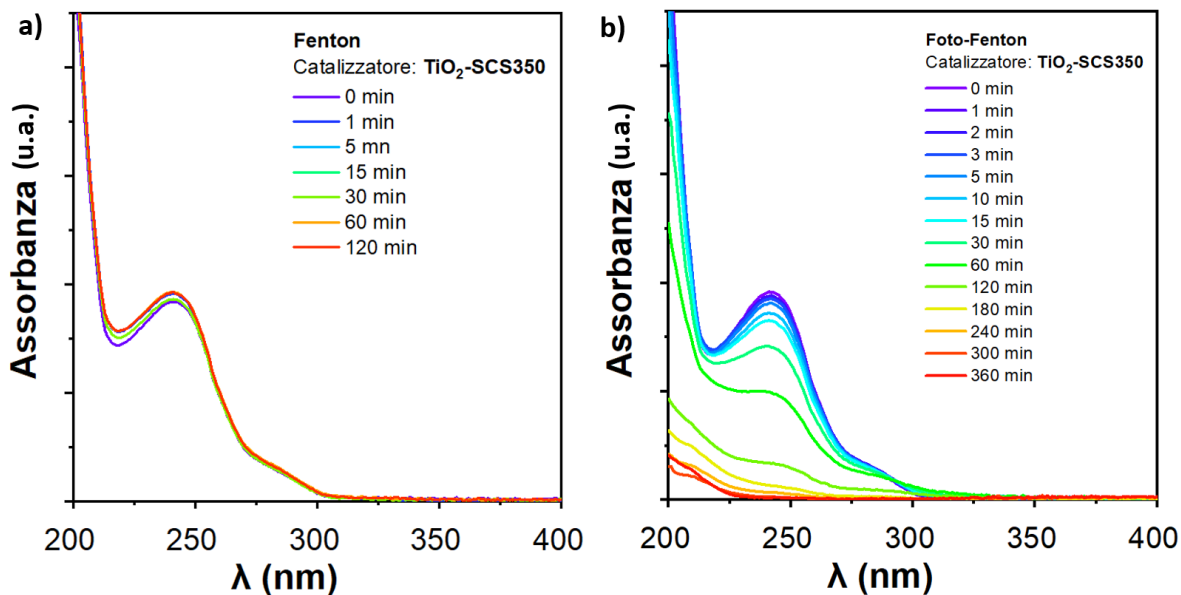 a)
Fenton
Catalizzatore: TiO₂-SCS350
0 min
1 min
5 mn
15 min
30 min
60 min
120 min
Assorbanza (u.a.)
200 250 300 350 400
λ (nm)
b)
Foto-Fenton
Catalizzatore: TiO₂-SCS350
0 min
1 min
2 min
3 min
5 min
10 min
15 min
30 min
60 min
120 min
180 min
240 min
300 min
360 min
Assorbanza (u.a.)
200 250 300 350 400
λ (nm)